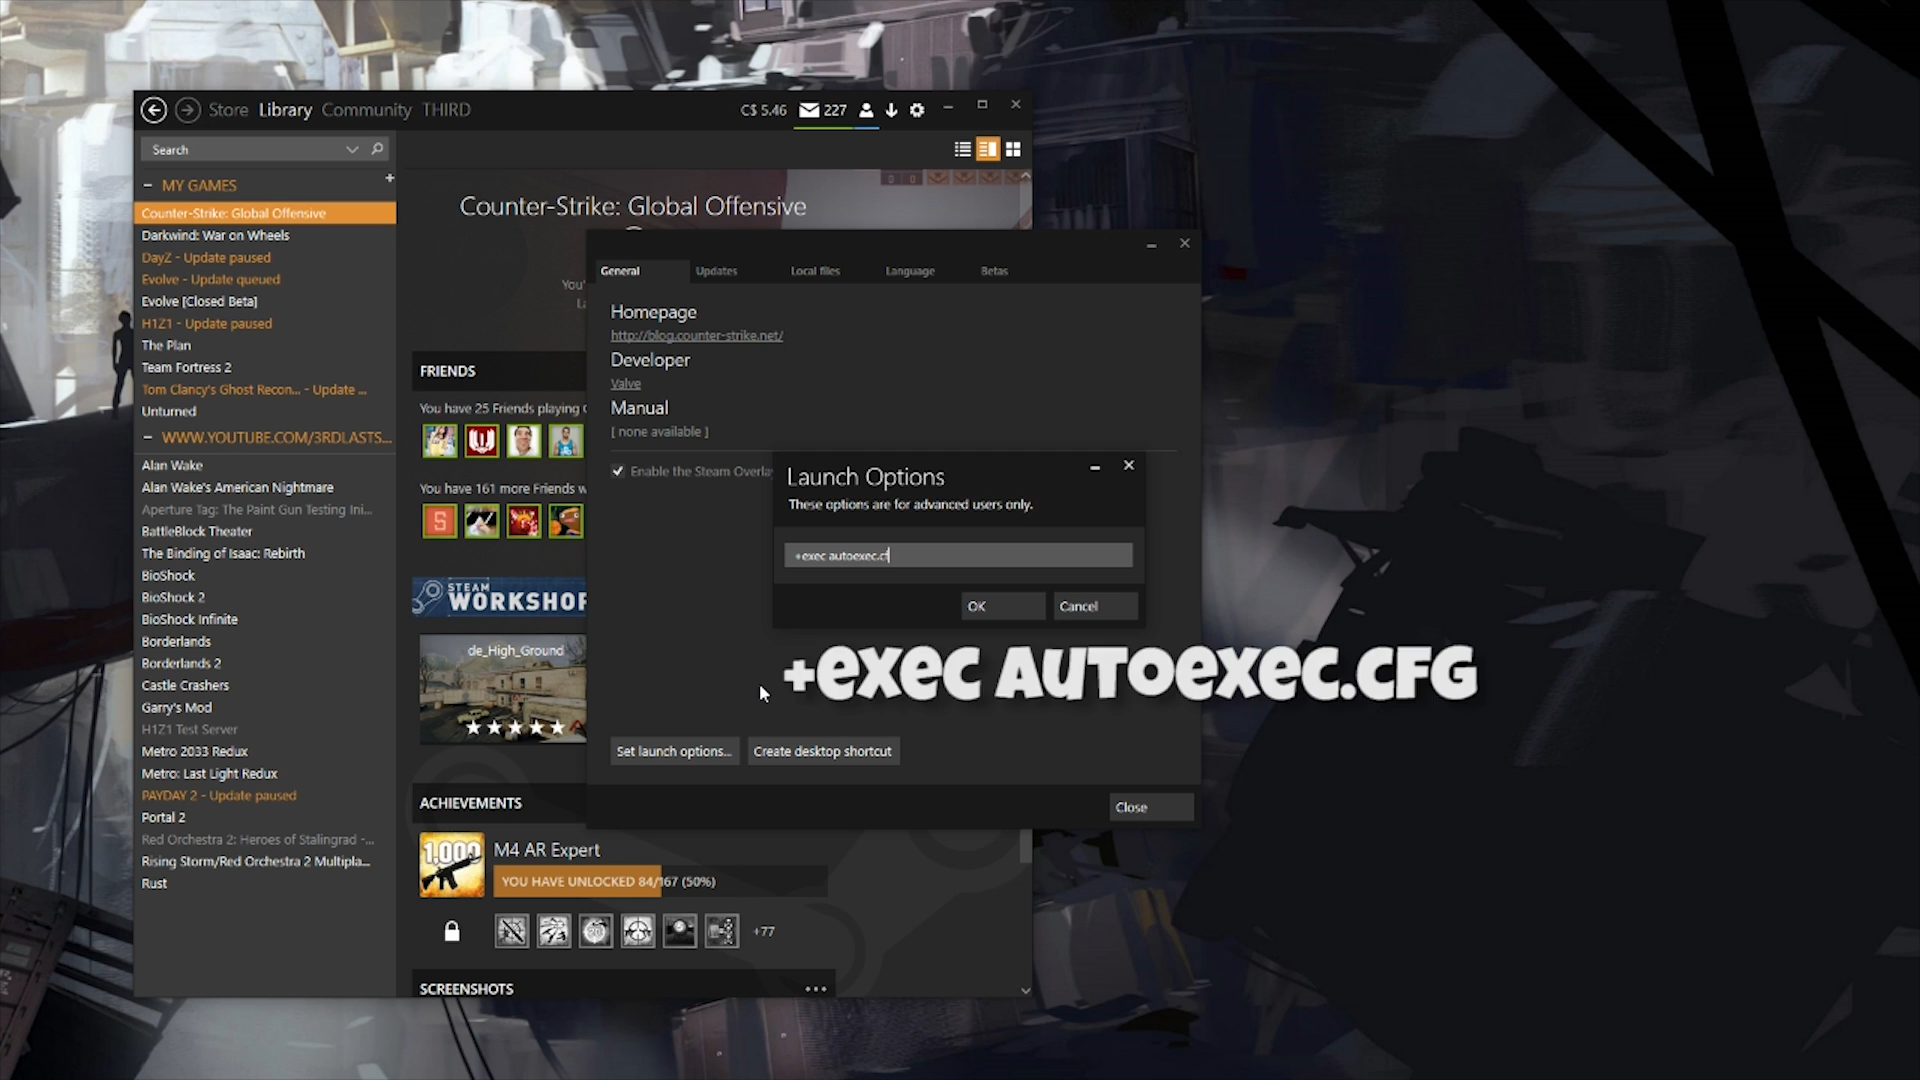 Store Library Community THIRD
C$ 5.46 227
Search
MY GAMES
Counter-Strike: Global Offensive
Darkwind: War on Wheels
DayZ - Update paused
Evolve - Update queued
Evolve [Closed Beta]
H1Z1 - Update paused
The Plan
Team Fortress 2
Tom Clancy's Ghost Recon... - Update ...
Unturned
WWW.YOUTUBE.COM/3RDLASTS...
Alan Wake
Alan Wake's American Nightmare
Aperture Tag: The Paint Gun Testing Ini...
BattleBlock Theater
The Binding of Isaac: Rebirth
BioShock
BioShock 2
BioShock Infinite
Borderlands
Borderlands 2
Castle Crashers
Garry's Mod
H1Z1 Test Server
Metro 2033 Redux
Metro: Last Light Redux
PAYDAY 2 - Update paused
Portal 2
Red Orchestra 2: Heroes of Stalingrad -...
Rising Storm/Red Orchestra 2 Multipla...
Rust
0 0
Counter-Strike: Global Offensive
You'
La
FRIENDS
You have 25 Friends playing
You have 161 more Friends w
S
STEAM
WORKSHOP
de_High_Ground
ACHIEVEMENTS
1,000
M4 AR Expert
YOU HAVE UNLOCKED 84/167 (50%)
+77
SCREENSHOTS
General Updates Local files Language Betas
Homepage
http://blog.counter-strike.net/
Developer
Valve
Manual
[ none available ]
Enable the Steam Overla
Set launch options... Create desktop shortcut
Close
Launch Options
These options are for advanced users only.
+exec autoexec.cf
OK Cancel
+exec autoexec.cfg